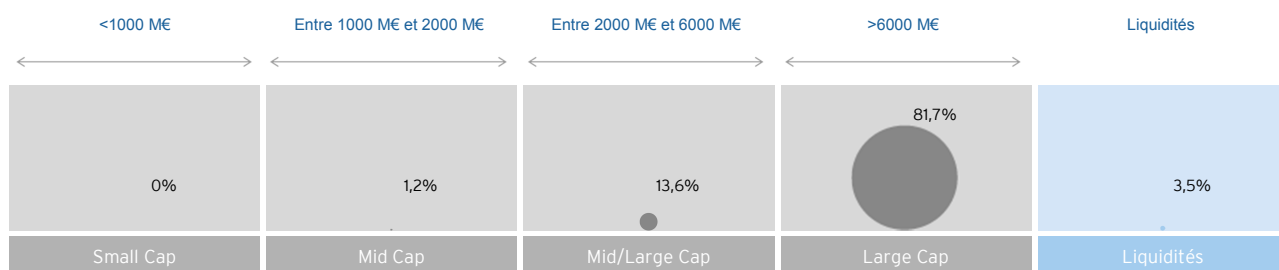 <1000 M€
Entre 1000 M€ et 2000 M€
Entre 2000 M€ et 6000 M€
>6000 M€
Liquidités
0%
1,2%
13,6%
81,7%
3,5%
Small Cap
Mid Cap
Mid/Large Cap
Large Cap
Liquidités